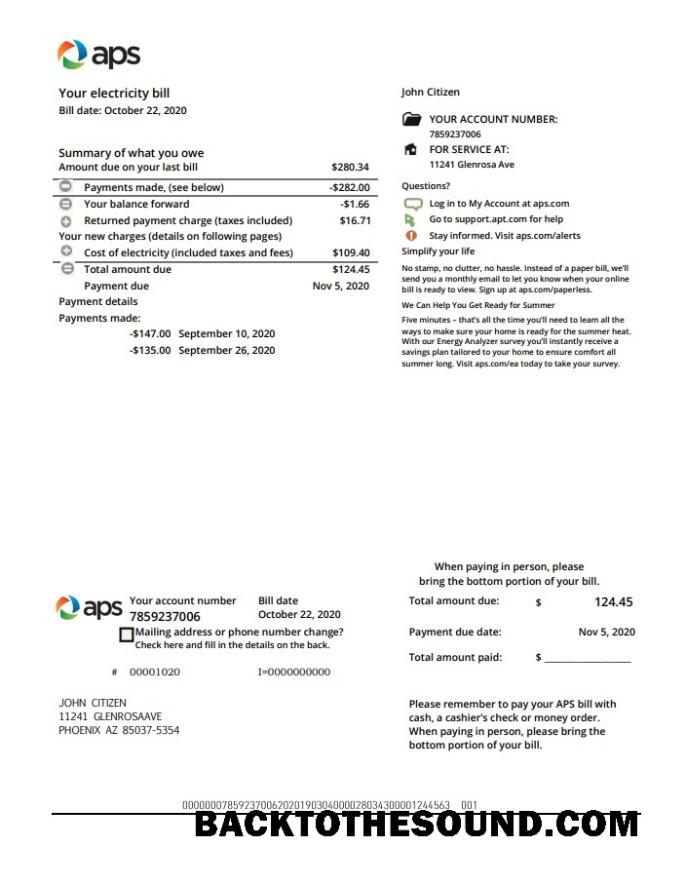 aps
Your electricity bill
Bill date: October 22, 2020
Summary of what you owe
Amount due on your last bill $280.34
Payments made, (see below) -$282.00
Your balance forward -$1.66
Returned payment charge (taxes included) $16.71
Your new charges (details on following pages)
Cost of electricity (included taxes and fees) $109.40
Total amount due $124.45
Payment due Nov 5, 2020
Payment details
Payments made:
-$147.00 September 10, 2020
-$135.00 September 26, 2020
John Citizen
YOUR ACCOUNT NUMBER:
7859237006
FOR SERVICE AT:
11241 Glenrosa Ave
Questions?
Log in to My Account at aps.com
Go to support.apt.com for help
Stay informed. Visit aps.com/alerts
Simplify your life
No stamp, no clutter, no hassle. Instead of a paper bill, we'll
send you a monthly email to let you know when your online
bill is ready to view. Sign up at aps.com/paperless.
We Can Help You Get Ready for Summer
Five minutes – that's all the time you'll need to learn all the
ways to make sure your home is ready for the summer heat.
With our Energy Analyzer survey you'll instantly receive a
savings plan tailored to your home to ensure comfort all
summer long. Visit aps.com/ea today to take your survey.
aps
Your account number Bill date
7859237006 October 22, 2020
Mailing address or phone number change?
Check here and fill in the details on the back.
# 00001020 I=0000000000
JOHN CITIZEN
11241 GLENROSAAVE
PHOENIX AZ 85037-5354
When paying in person, please
bring the bottom portion of your bill.
Total amount due: $ 124.45
Payment due date: Nov 5, 2020
Total amount paid: $
Please remember to pay your APS bill with
cash, a cashier's check or money order.
When paying in person, please bring the
bottom portion of your bill.
000000078592370062020190304000028034300001244563 001
BACKTOTHESOUND.COM